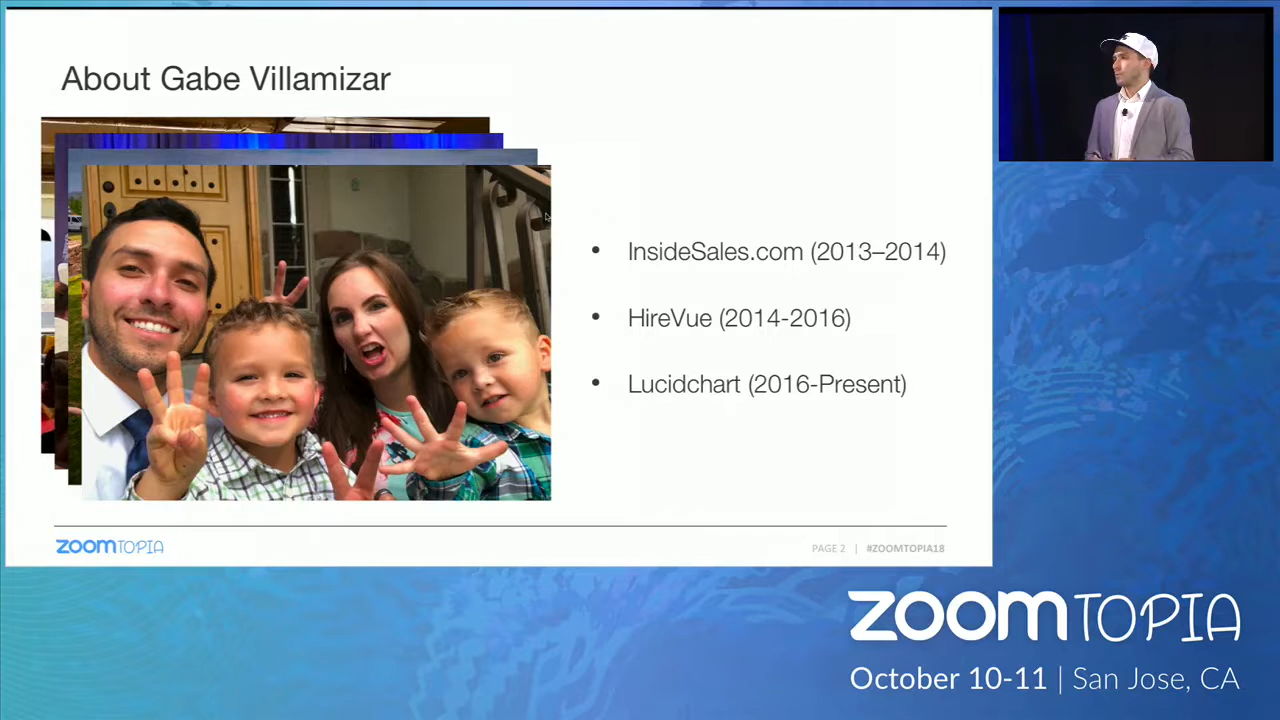 About Gabe Villamizar
• InsideSales.com (2013–2014)
• HireVue (2014-2016)
• Lucidchart (2016-Present)
zoomTOPIA
PAGE 2 | #ZOOMTOPIA18
zoomTOPIA
October 10-11 | San Jose, CA